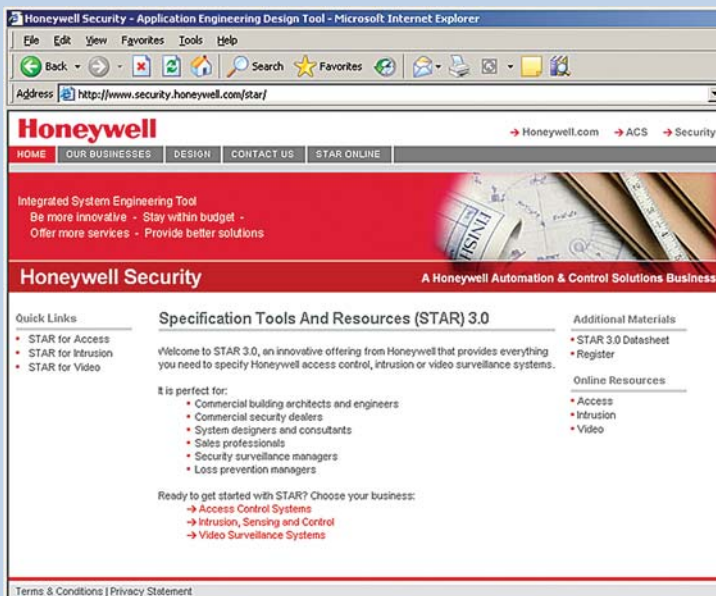 Honeywell Security - Application Engineering Design Tool - Microsoft Internet Explorer
File Edit View Favorites Tools Help
Back Search Favorites
Address http://www.security.honeywell.com/star/
Honeywell
Honeywell.com ACS Security
HOME OUR BUSINESSES DESIGN CONTACT US STAR ONLINE
Integrated System Engineering Tool
Be more innovative - Stay within budget -
Offer more services - Provide better solutions
FINISH
Honeywell Security
A Honeywell Automation & Control Solutions Business
Quick Links
• STAR for Access
• STAR for Intrusion
• STAR for Video
Specification Tools And Resources (STAR) 3.0
Welcome to STAR 3.0, an innovative offering from Honeywell that provides everything
you need to specify Honeywell access control, intrusion or video surveillance systems.
It is perfect for:
• Commercial building architects and engineers
• Commercial security dealers
• System designers and consultants
• Sales professionals
• Security surveillance managers
• Loss prevention managers
Ready to get started with STAR? Choose your business:
Access Control Systems
Intrusion, Sensing and Control
Video Surveillance Systems
Additional Materials
• STAR 3.0 Datasheet
• Register
Online Resources
• Access
• Intrusion
• Video
Terms & Conditions | Privacy Statement